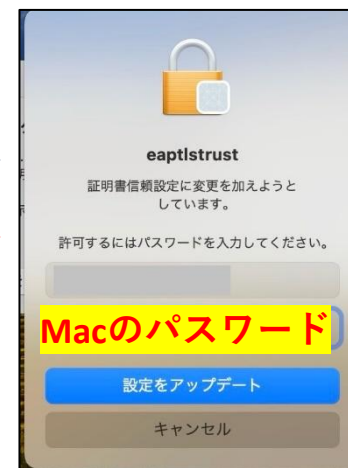 eaptlstrust
証明書信頼設定に変更を加えようと
しています。
許可するにはパスワードを入力してください。
Macのパスワード
設定をアップデート
キャンセル